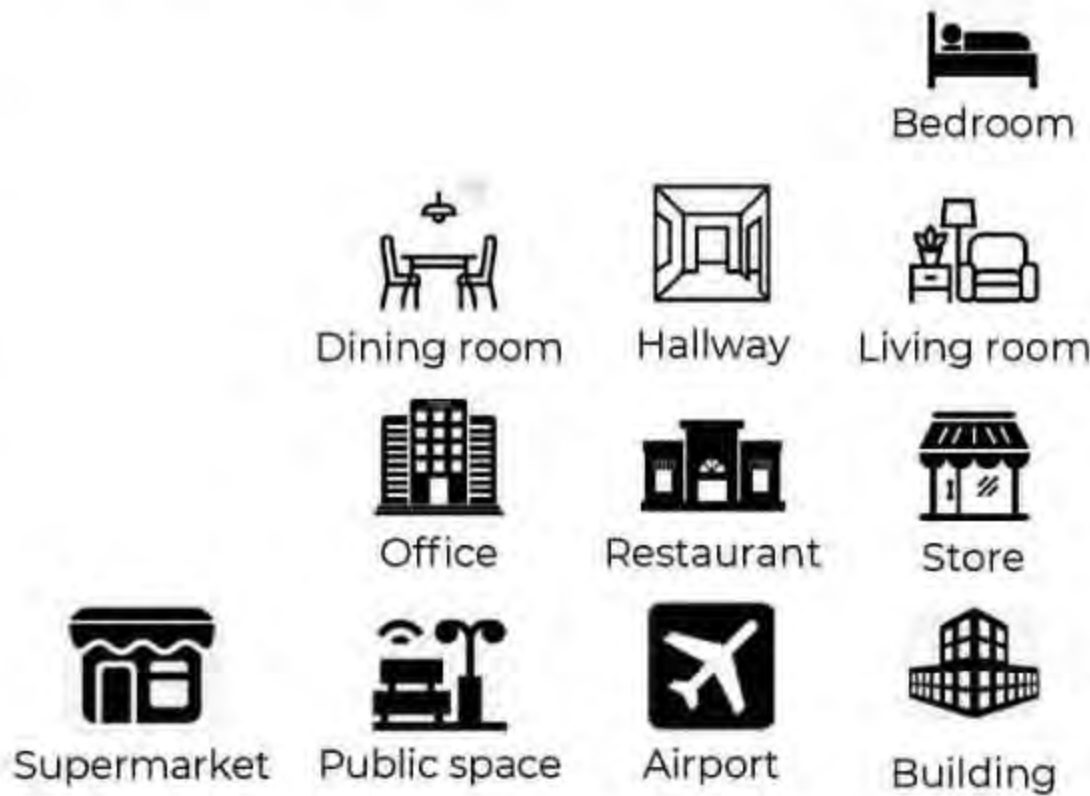 Bedroom
Dining room
Hallway
Living room
Office
Restaurant
Store
Supermarket
Public space
Airport
Building